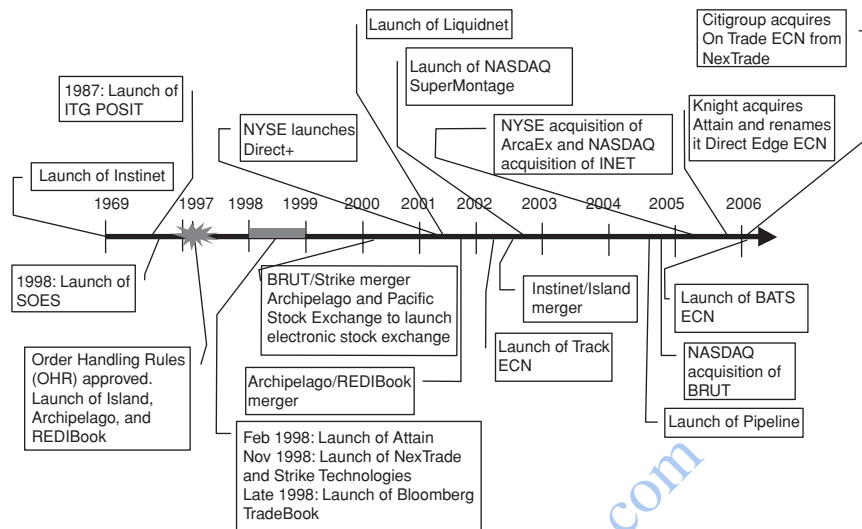 Launch of Liquidnet
Citigroup acquires
On Trade ECN from
NexTrade
Launch of NASDAQ
SuperMontage
1987: Launch of
ITG POSIT
NYSE launches
Direct+
NYSE acquisition of
ArcaEx and NASDAQ
acquisition of INET
Knight acquires
Attain and renames
it Direct Edge ECN
Launch of Instinet
1969
1997
1998
1999
2000
2001
2002
2003
2004
2005
2006
1998: Launch of
SOES
BRUT/Strike merger
Archipelago and Pacific
Stock Exchange to launch
electronic stock exchange
Instinet/Island
merger
Launch of BATS
ECN
Order Handling Rules
(OHR) approved.
Launch of Island,
Archipelago, and
REDIBook
Launch of Track
ECN
NASDAQ
acquisition of
BRUT
Archipelago/REDIBook
merger
Launch of Pipeline
Feb 1998: Launch of Attain
Nov 1998: Launch of NexTrade
and Strike Technologies
Late 1998: Launch of Bloomberg
TradeBook
.com